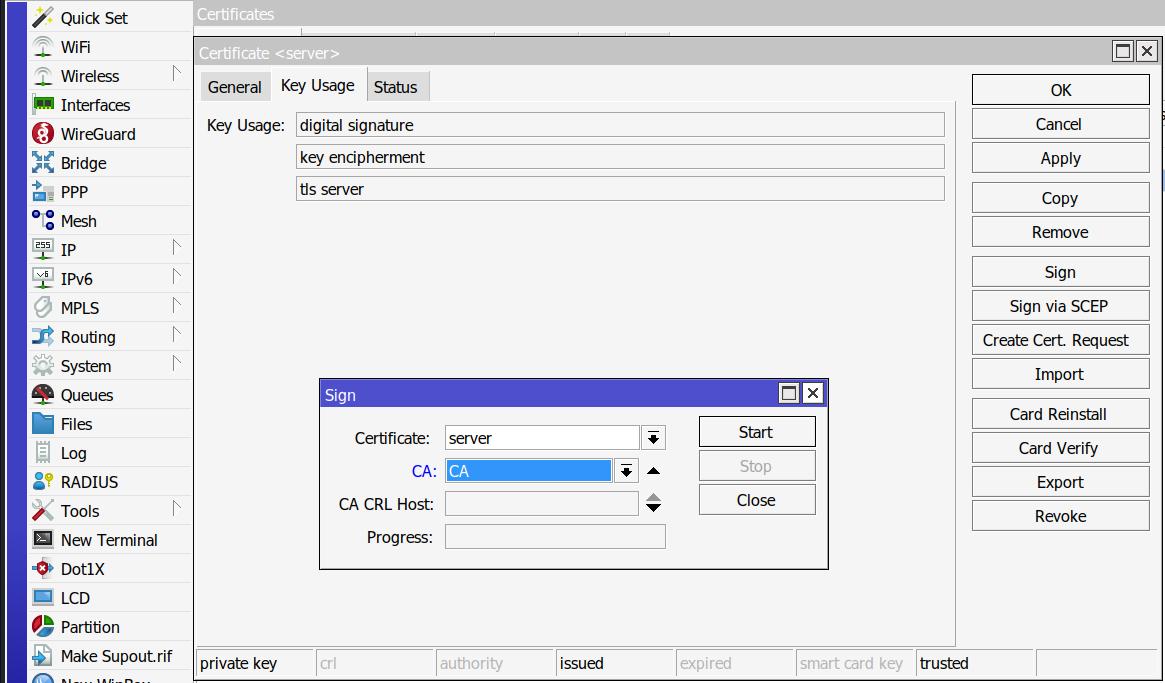 Quick Set
WiFi
Wireless
Interfaces
WireGuard
Bridge
PPP
Mesh
255
IP
v6
IPv6
MPLS
Routing
System
Queues
Files
Log
RADIUS
Tools
New Terminal
Dot1X
LCD
Partition
Make Supout.rif
New WinBox
Certificates
Certificate <server>
General
Key Usage
Status
Key Usage:
digital signature
key encipherment
tls server
OK
Cancel
Apply
Copy
Remove
Sign
Sign via SCEP
Create Cert. Request
Import
Card Reinstall
Card Verify
Export
Revoke
Sign
Certificate:
server
CA:
CA
CA CRL Host:
Progress:
Start
Stop
Close
private key
crl
authority
issued
expired
smart card key
trusted